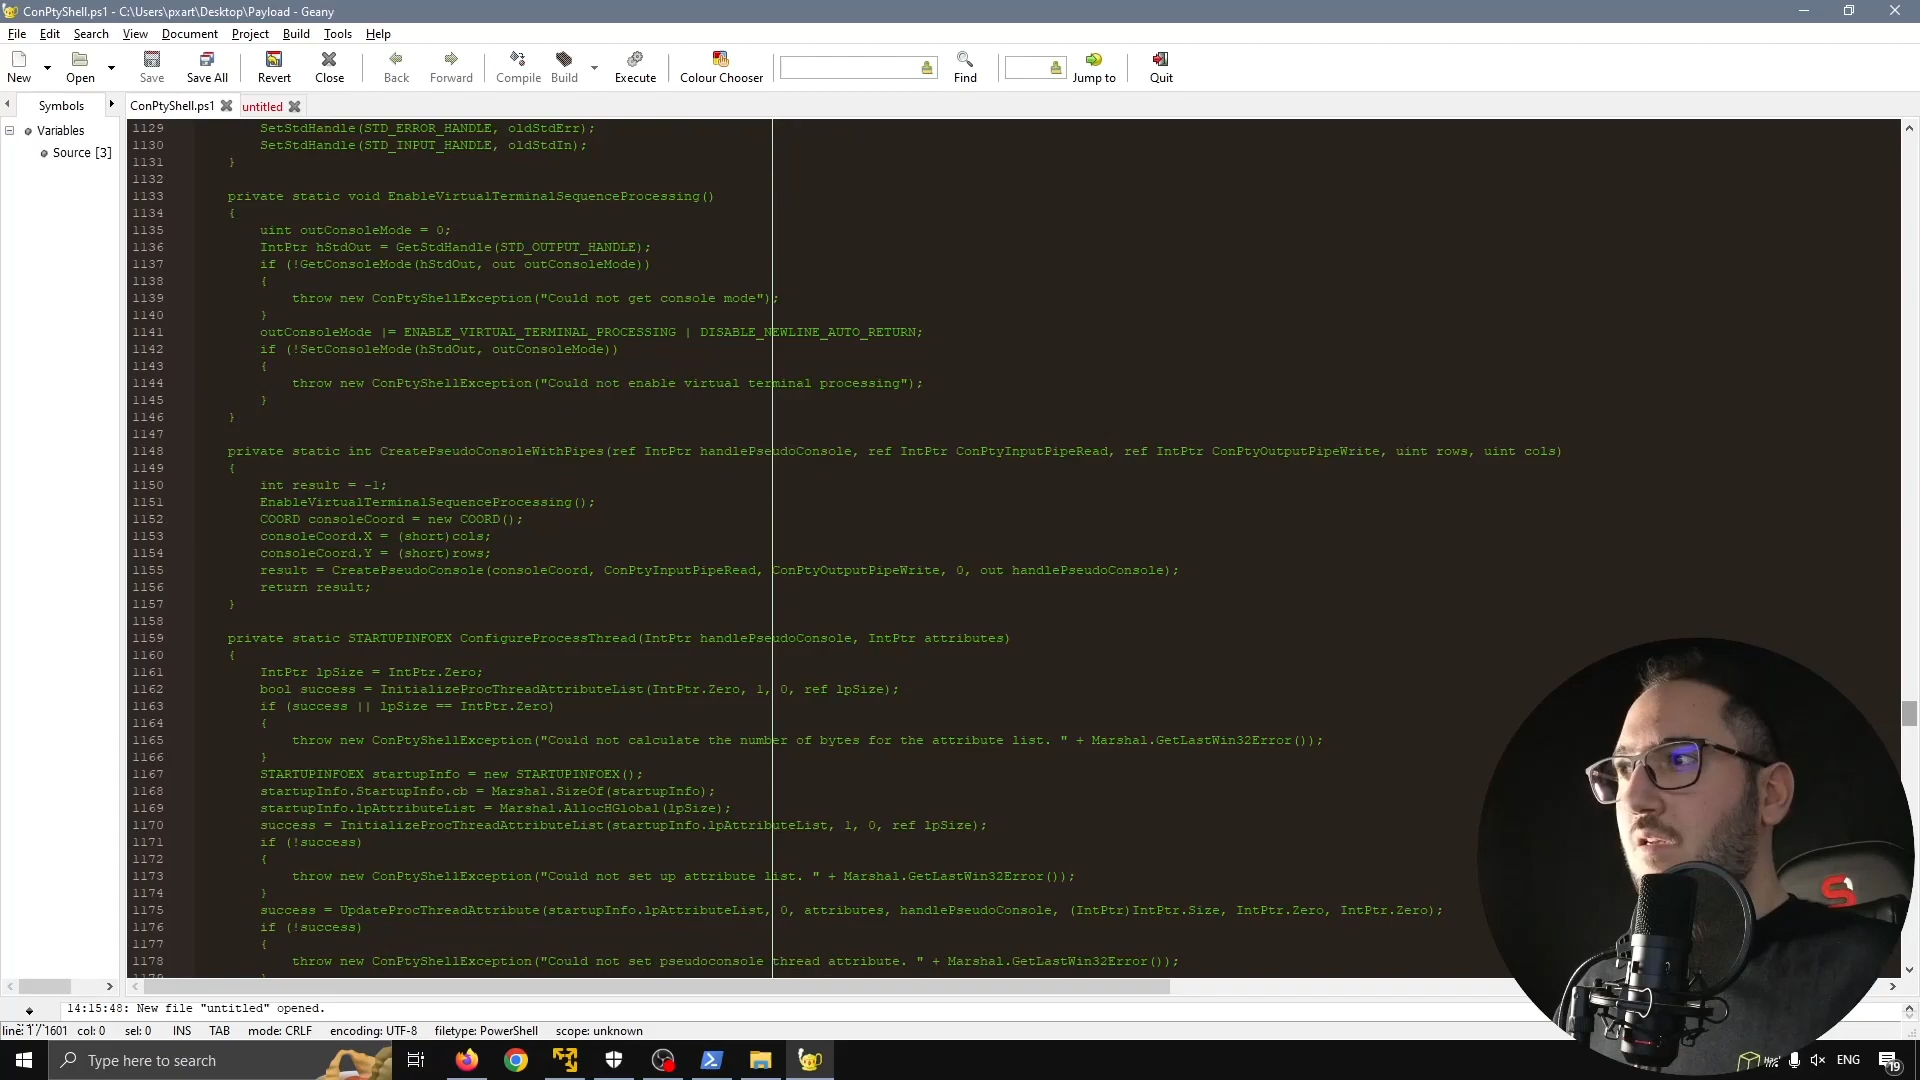 ConPtyShell.ps1 - C:\Users\pxart\Desktop\Payload - Geany
File Edit Search View Document Project Build Tools Help
New Open Save Save All Revert Close Back Forward Compile Build Execute Colour Chooser Find Jump to Quit
Symbols ConPtyShell.ps1 untitled
Variables
Source [3]
1129 SetStdHandle(STD_ERROR_HANDLE, oldStdErr);
1130 SetStdHandle(STD_INPUT_HANDLE, oldStdIn);
1131 }
1132
1133 private static void EnableVirtualTerminalSequenceProcessing()
1134 {
1135 uint outConsoleMode = 0;
1136 IntPtr hStdOut = GetStdHandle(STD_OUTPUT_HANDLE);
1137 if (!GetConsoleMode(hStdOut, out outConsoleMode))
1138 {
1139 throw new ConPtyShellException("Could not get console mode");
1140 }
1141 outConsoleMode |= ENABLE_VIRTUAL_TERMINAL_PROCESSING | DISABLE_NEWLINE_AUTO_RETURN;
1142 if (!SetConsoleMode(hStdOut, outConsoleMode))
1143 {
1144 throw new ConPtyShellException("Could not enable virtual terminal processing");
1145 }
1146 }
1147
1148 private static int CreatePseudoConsoleWithPipes(ref IntPtr handlePseudoConsole, ref IntPtr ConPtyInputPipeRead, ref IntPtr ConPtyOutputPipeWrite, uint rows, uint cols)
1149 {
1150 int result = -1;
1151 EnableVirtualTerminalSequenceProcessing();
1152 COORD consoleCoord = new COORD();
1153 consoleCoord.X = (short)cols;
1154 consoleCoord.Y = (short)rows;
1155 result = CreatePseudoConsole(consoleCoord, ConPtyInputPipeRead, ConPtyOutputPipeWrite, 0, out handlePseudoConsole);
1156 return result;
1157 }
1158
1159 private static STARTUPINFOEX ConfigureProcessThread(IntPtr handlePseudoConsole, IntPtr attributes)
1160 {
1161 IntPtr lpSize = IntPtr.Zero;
1162 bool success = InitializeProcThreadAttributeList(IntPtr.Zero, 1, 0, ref lpSize);
1163 if (success || lpSize == IntPtr.Zero)
1164 {
1165 throw new ConPtyShellException("Could not calculate the number of bytes for the attribute list. " + Marshal.GetLastWin32Error());
1166 }
1167 STARTUPINFOEX startupInfo = new STARTUPINFOEX();
1168 startupInfo.StartupInfo.cb = Marshal.SizeOf(startupInfo);
1169 startupInfo.lpAttributeList = Marshal.AllocHGlobal(lpSize);
1170 success = InitializeProcThreadAttributeList(startupInfo.lpAttributeList, 1, 0, ref lpSize);
1171 if (!success)
1172 {
1173 throw new ConPtyShellException("Could not set up attribute list. " + Marshal.GetLastWin32Error());
1174 }
1175 success = UpdateProcThreadAttribute(startupInfo.lpAttributeList, 0, attributes, handlePseudoConsole, (IntPtr)IntPtr.Size, IntPtr.Zero, IntPtr.Zero);
1176 if (!success)
1177 {
1178 throw new ConPtyShellException("Could not set pseudoconsole thread attribute. " + Marshal.GetLastWin32Error());
1179 }
14:15:48: New file "untitled" opened.
line: 1 / 1601 col: 0 sel: 0 INS TAB mode: CRLF encoding: UTF-8 filetype: PowerShell scope: unknown
Type here to search
ENG
19